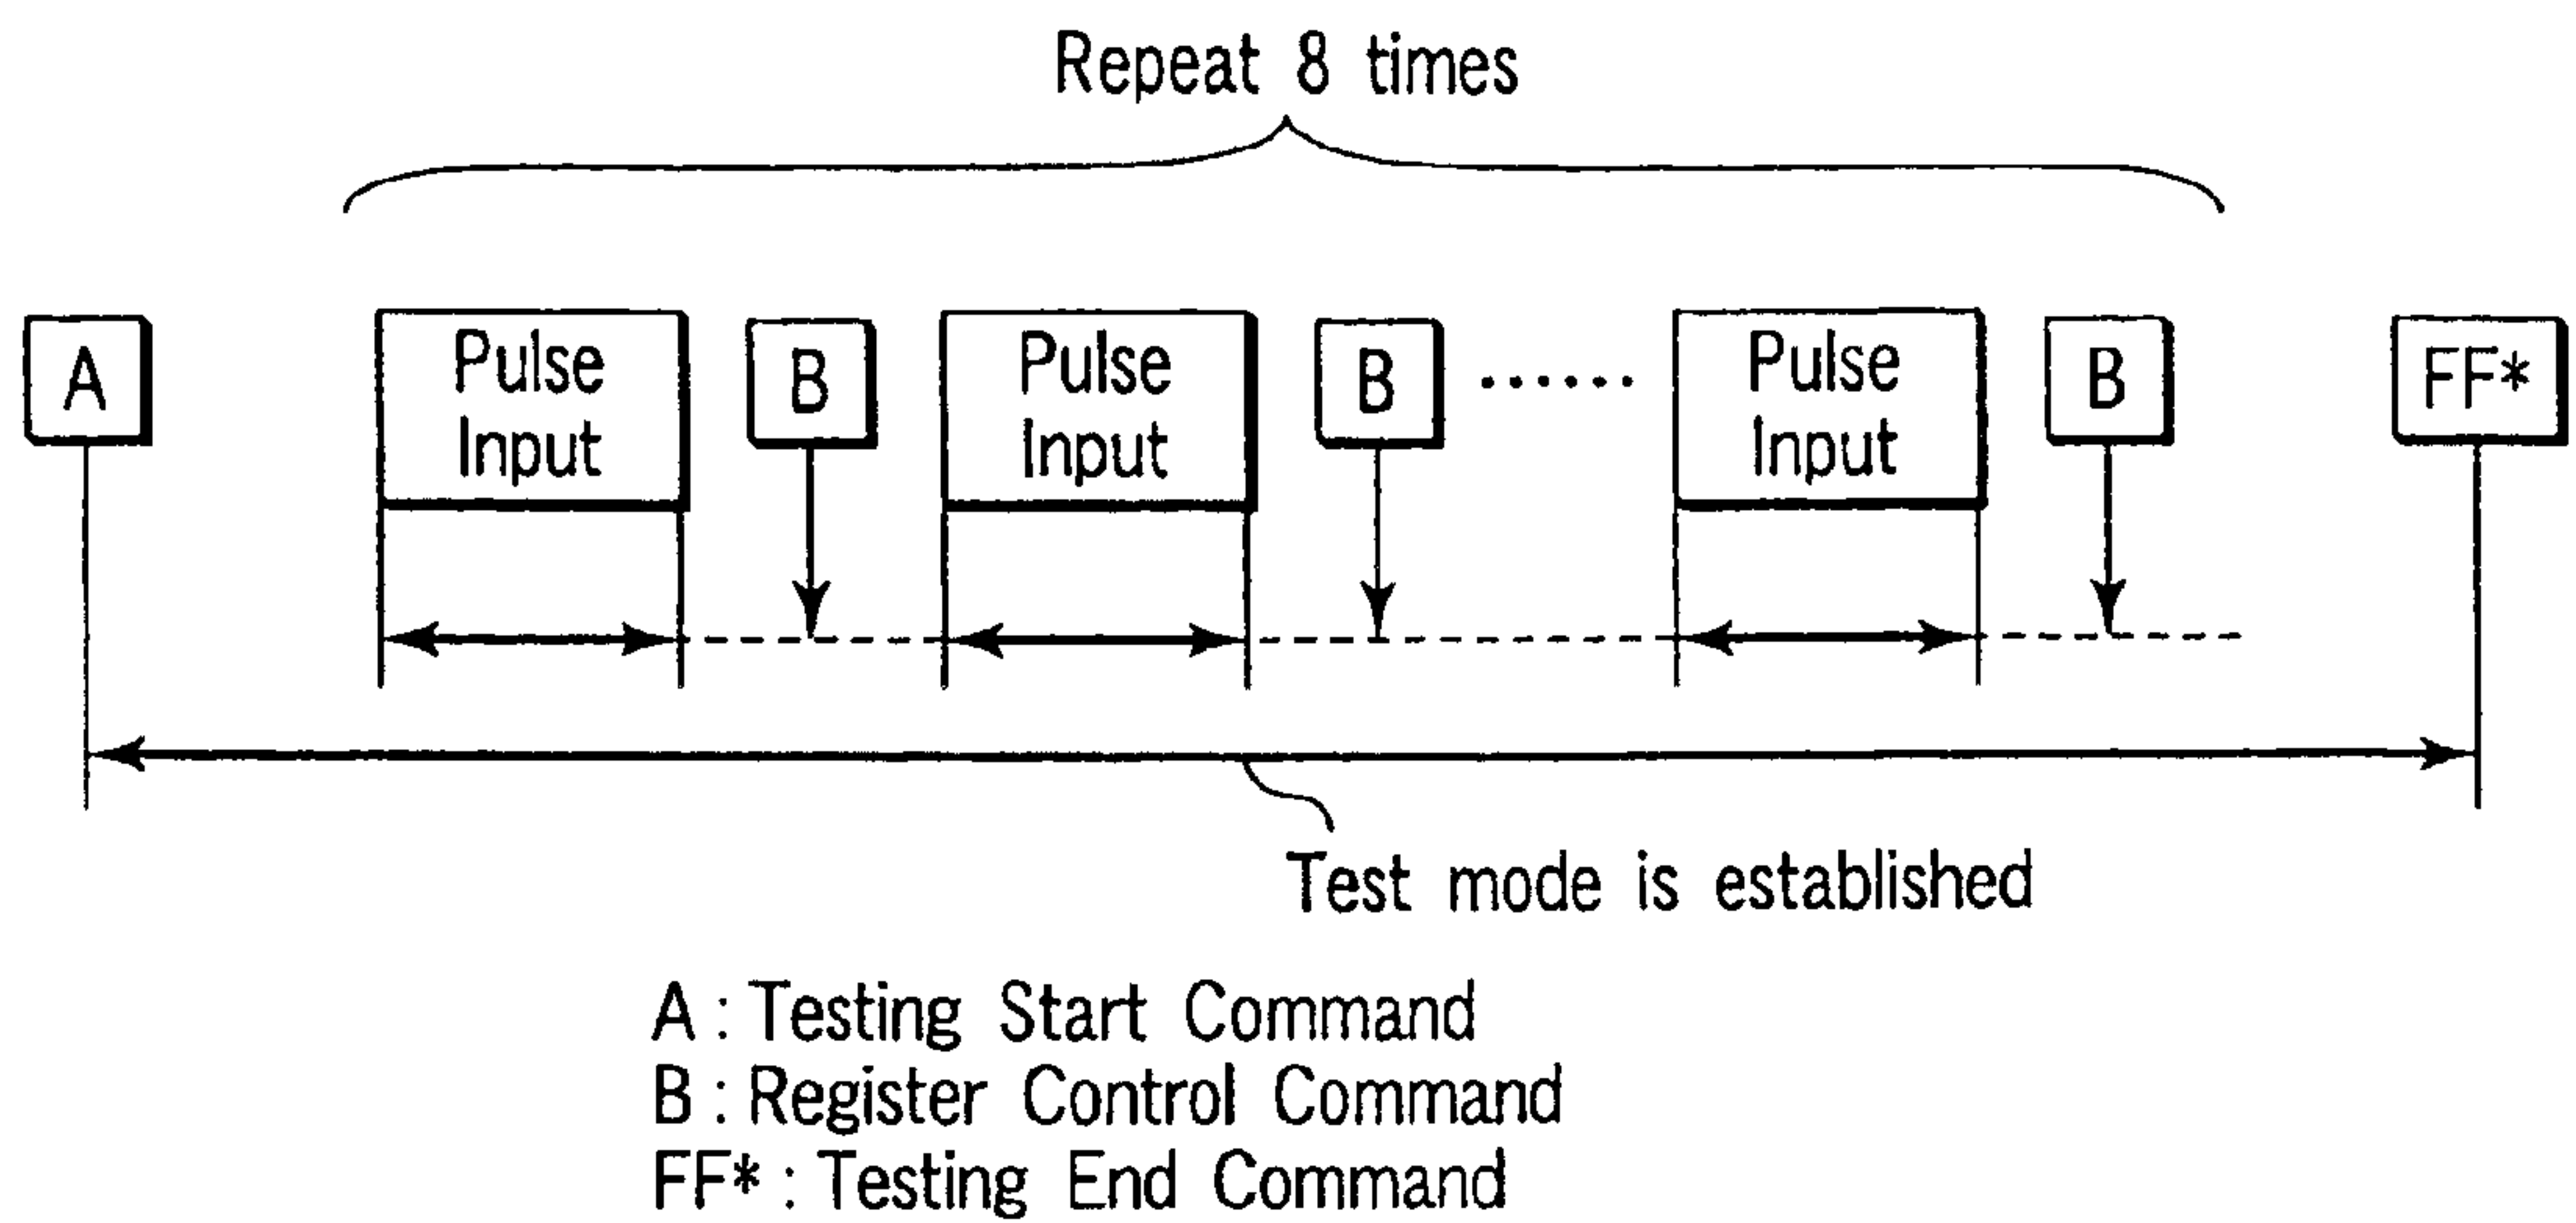 Repeat 8 times
A
Pulse
Input
B
Pulse
Input
B
......
Pulse
Input
B
FF*
Test mode is established
A : Testing Start Command
B : Register Control Command
FF* : Testing End Command